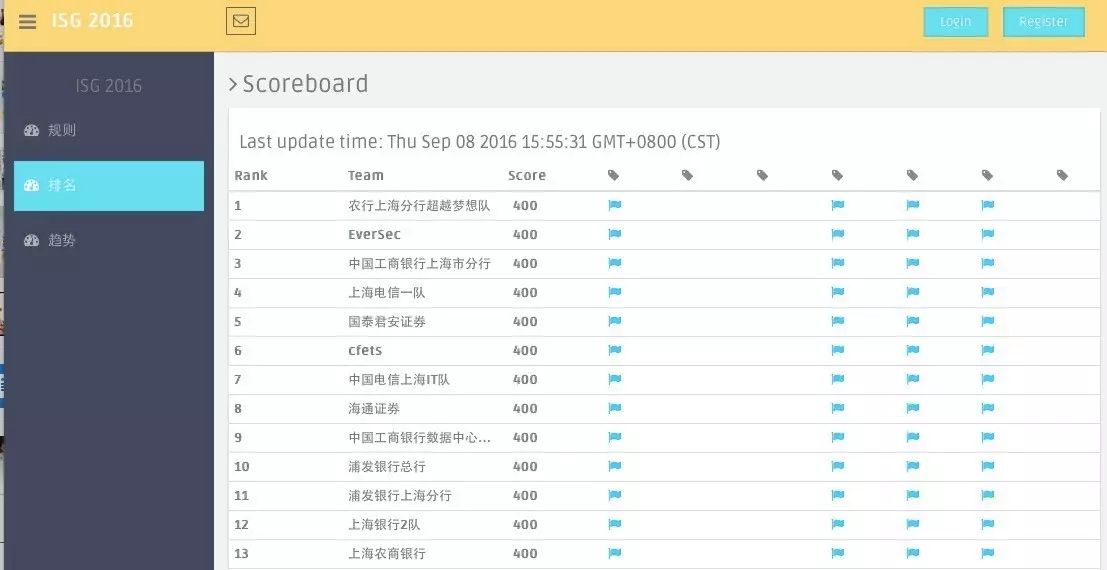 ISG 2016
Login
Register
ISG 2016
规则
排名
趋势
Scoreboard
Last update time: Thu Sep 08 2016 15:55:31 GMT+0800 (CST)
Rank Team Score
1 农行上海分行超越梦想队 400
2 EverSec 400
3 中国工商银行上海市分行 400
4 上海电信一队 400
5 国泰君安证券 400
6 cfets 400
7 中国电信上海IT队 400
8 海通证券 400
9 中国工商银行数据中心... 400
10 浦发银行总行 400
11 浦发银行上海分行 400
12 上海银行2队 400
13 上海农商银行 400